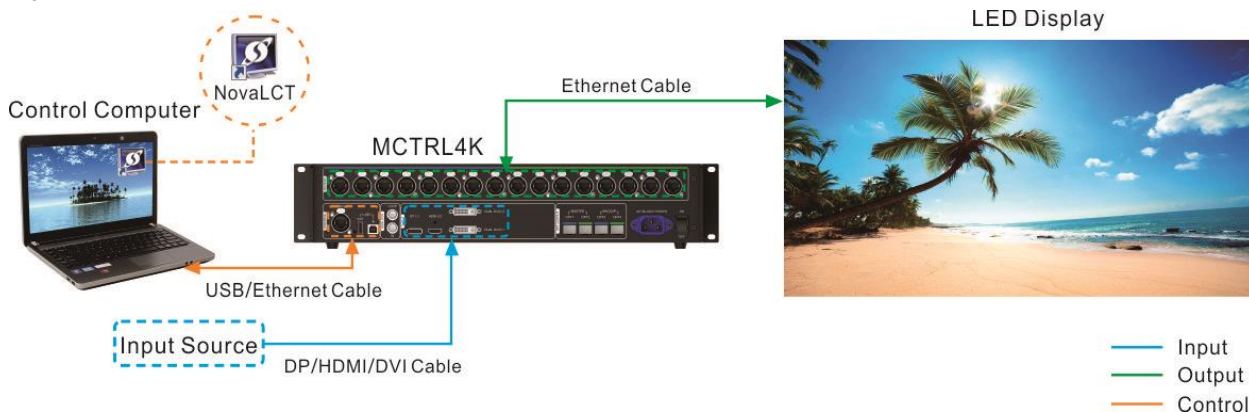 LED Display
NovaLCT
Control Computer
Ethernet Cable
MCTRL4K
USB/Ethernet Cable
Input Source
DP/HDMI/DVI Cable
Input
Output
Control